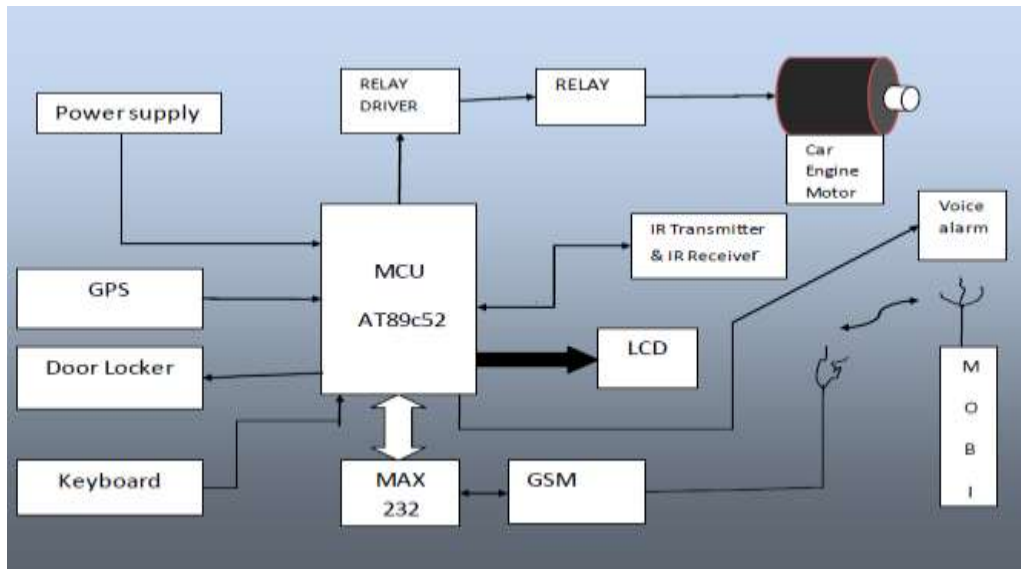 RELAY
DRIVER
RELAY
Power supply
Car
Engine
Motor
Voice
alarm
IR Transmitter
& IR Receiver
MCU
AT89c52
GPS
LCD
Door Locker
M
O
B
I
Keyboard
MAX
232
GSM